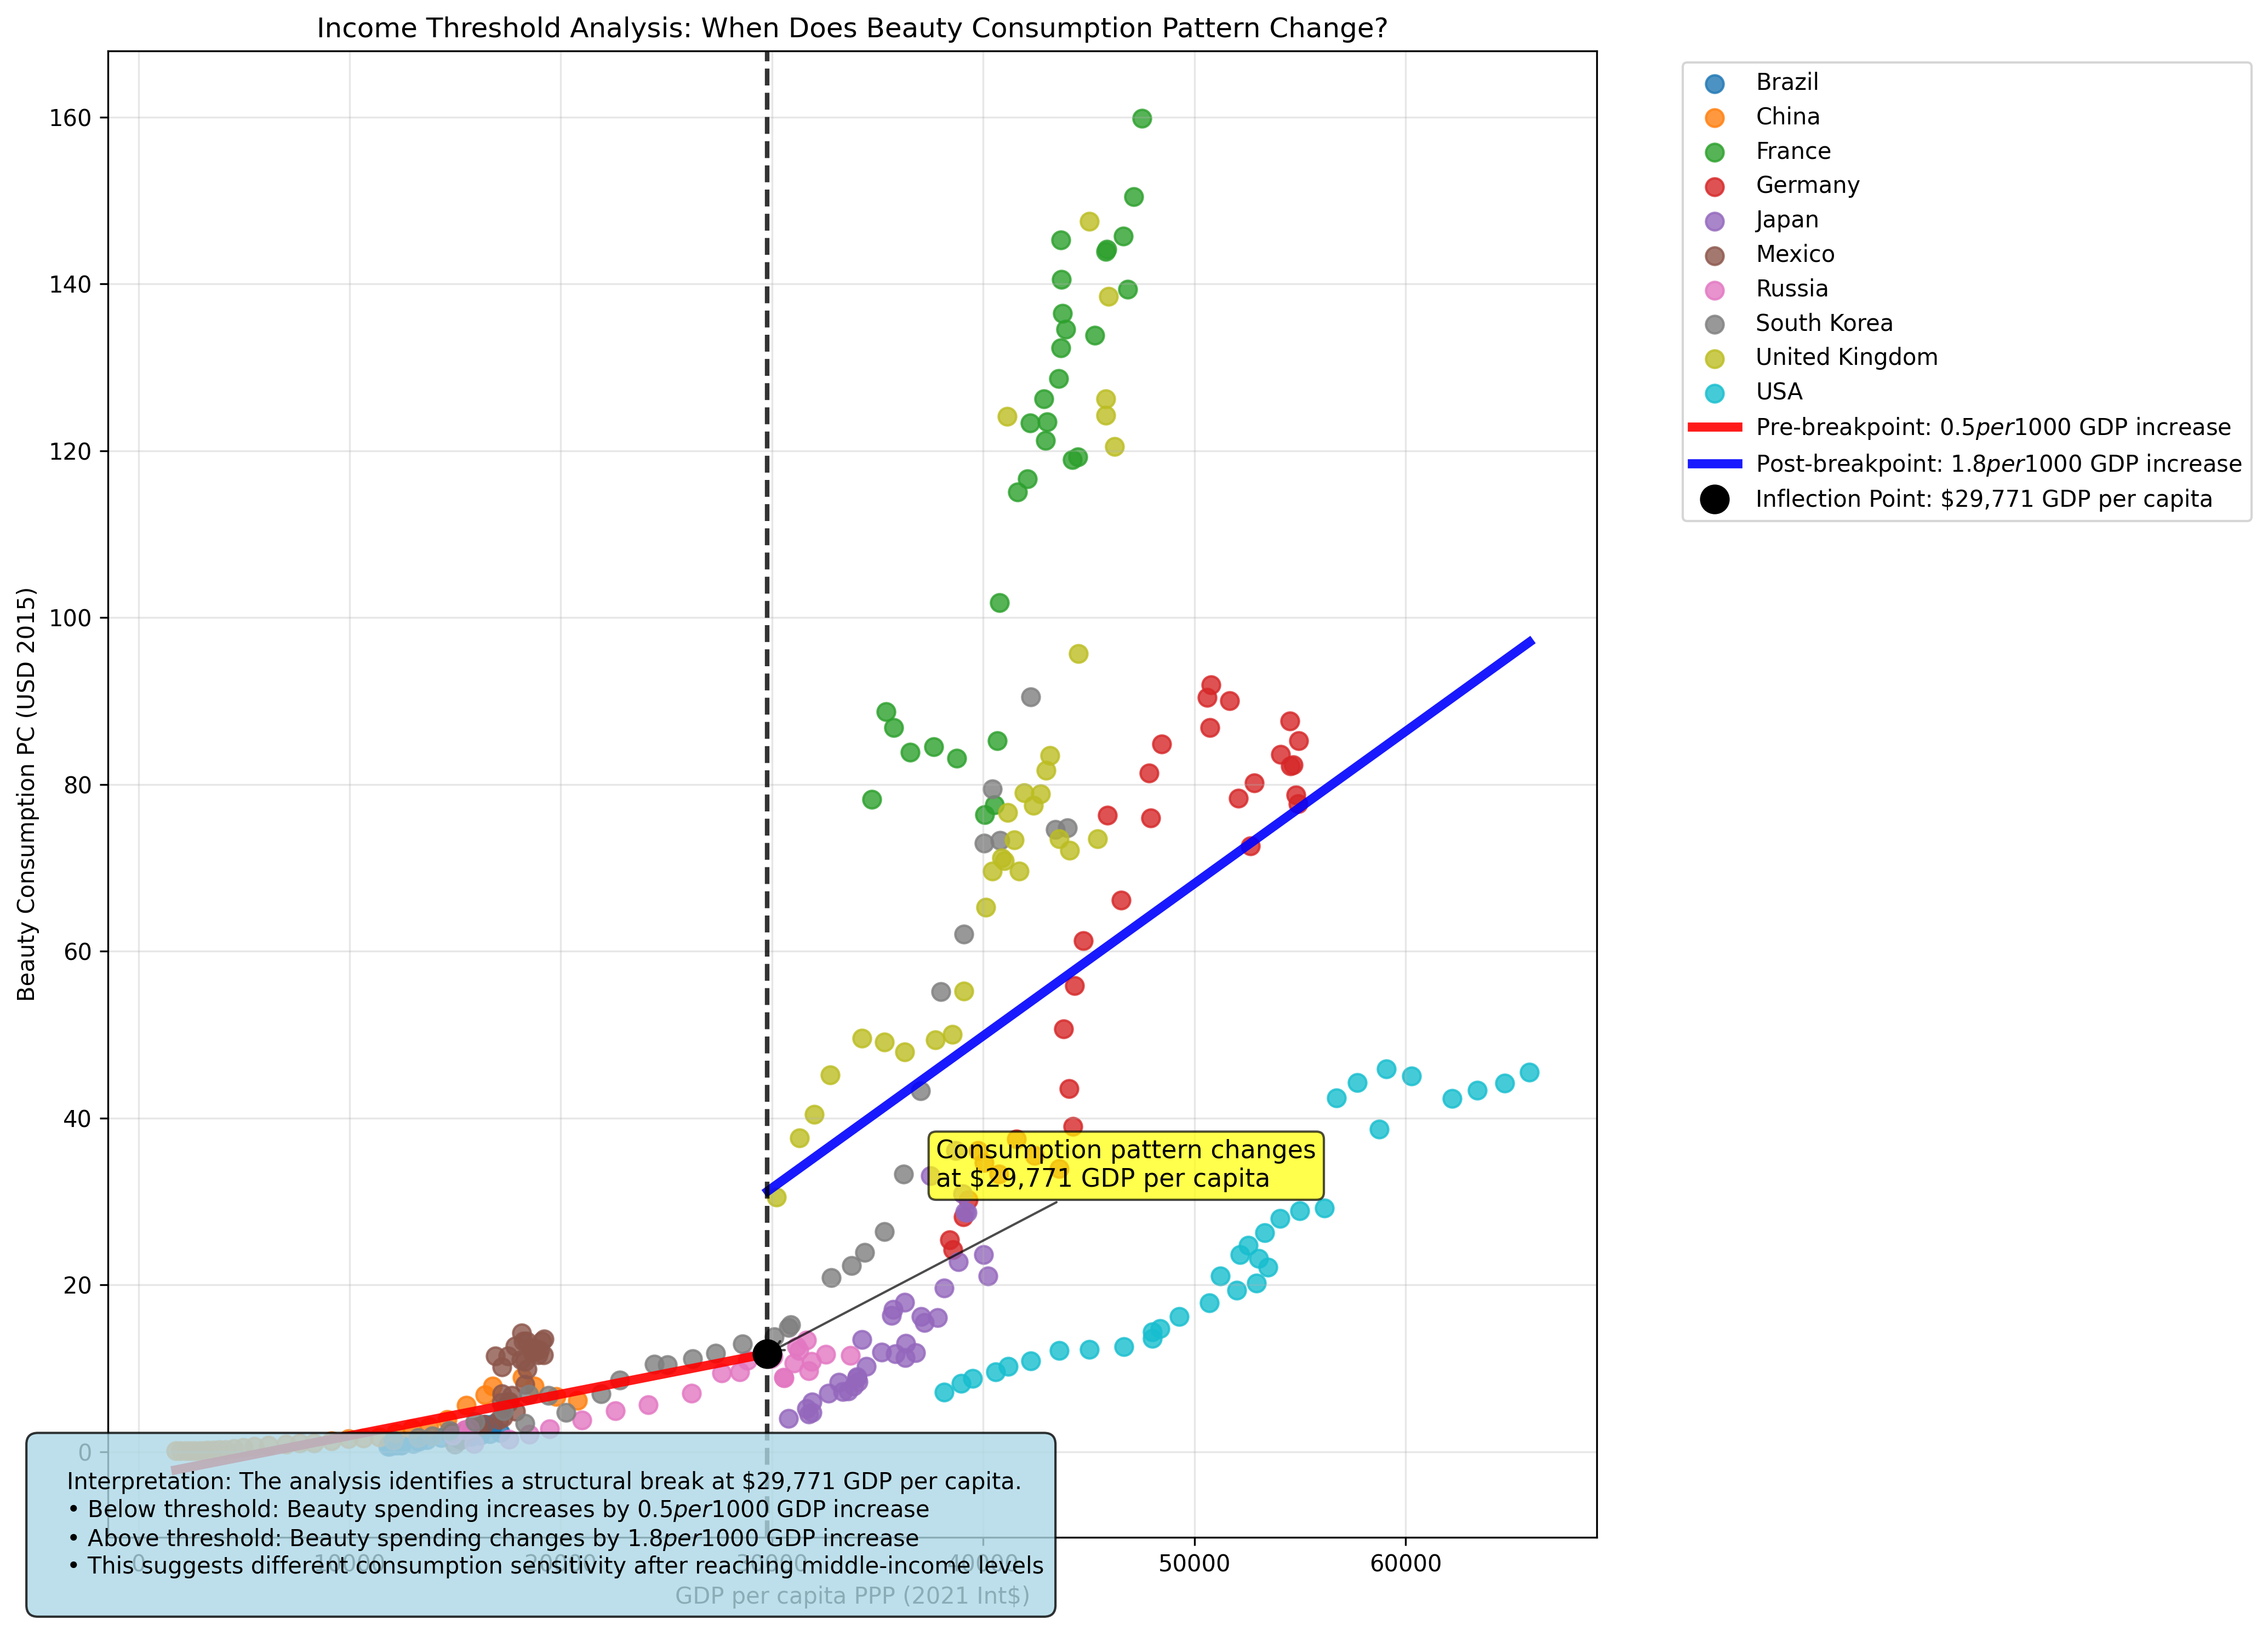 Income Threshold Analysis: When Does Beauty Consumption Pattern Change?
160
140
120
100
80
60
40
20
0
Beauty Consumption PC (USD 2015)
Brazil
China
France
Germany
Japan
Mexico
Russia
South Korea
United Kingdom
USA
Pre-breakpoint: 0.5per1000 GDP increase
Post-breakpoint: 1.8per1000 GDP increase
Inflection Point: $29,771 GDP per capita
Consumption pattern changes
at $29,771 GDP per capita
Interpretation: The analysis identifies a structural break at $29,771 GDP per capita.
• Below threshold: Beauty spending increases by 0.5per1000 GDP increase
• Above threshold: Beauty spending changes by 1.8per1000 GDP increase
• This suggests different consumption sensitivity after reaching middle-income levels
0 10000 20000 30000 40000 50000 60000
GDP per capita PPP (2021 Int$)